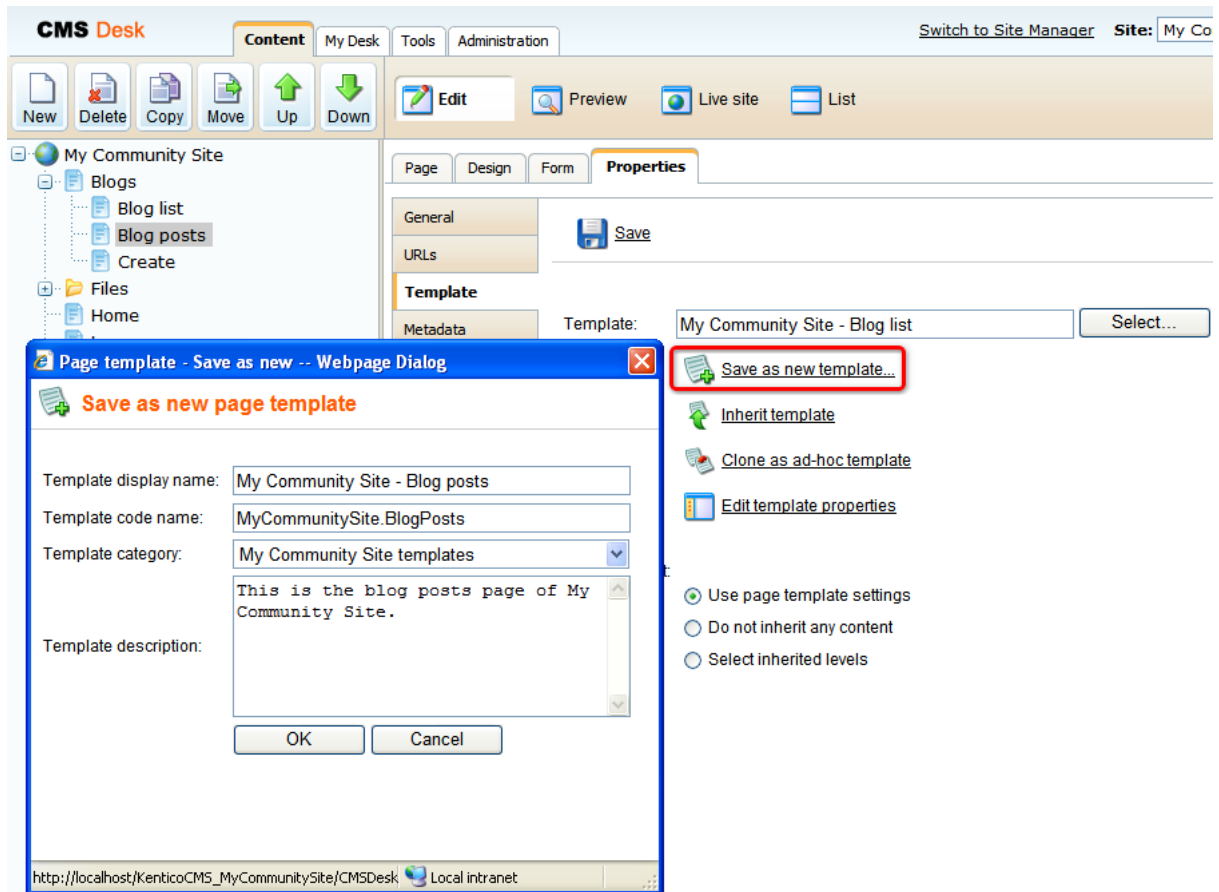 CMS Desk
Content My Desk Tools Administration
Switch to Site Manager Site: My Co
New Delete Copy Move Up Down
Edit Preview Live site List
My Community Site
Blogs
Blog list
Blog posts
Create
Files
Home
Page Design Form Properties
General
URLs
Template
Metadata
Save
Template: My Community Site - Blog list Select...
Save as new template...
Inherit template
Clone as ad-hoc template
Edit template properties
Use page template settings
Do not inherit any content
Select inherited levels
Page template - Save as new -- Webpage Dialog
Save as new page template
Template display name: My Community Site - Blog posts
Template code name: MyCommunitySite.BlogPosts
Template category: My Community Site templates
Template description:
This is the blog posts page of My
Community Site.
OK Cancel
http://localhost/KenticoCMS_MyCommunitySite/CMSDesk Local intranet